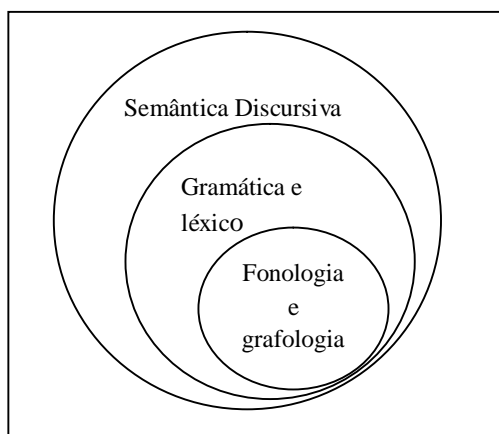 Semântica Discursiva
Gramática e
léxico
Fonologia
e
grafologia